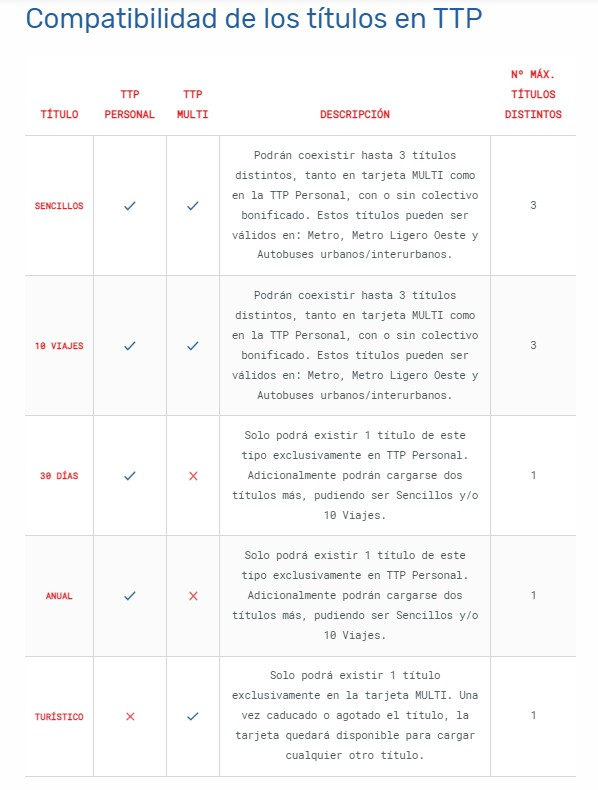 Compatibilidad de los títulos en TTP
TÍTULO
TTP
PERSONAL
TTP
MULTI
DESCRIPCIÓN
Nº MÁX.
TÍTULOS
DISTINTOS
SENCILLOS
Podrán coexistir hasta 3 títulos
distintos, tanto en tarjeta MULTI como
en la TTP Personal, con o sin colectivo
bonificado. Estos títulos pueden ser
válidos en: Metro, Metro Ligero Oeste y
Autobuses urbanos/interurbanos.
3
10 VIAJES
Podrán coexistir hasta 3 títulos
distintos, tanto en tarjeta MULTI como
en la TTP Personal, con o sin colectivo
bonificado. Estos títulos pueden ser
válidos en: Metro, Metro Ligero Oeste y
Autobuses urbanos/interurbanos.
3
30 DÍAS
Solo podrá existir 1 título de este
tipo exclusivamente en TTP Personal.
Adicionalmente podrán cargarse dos
títulos más, pudiendo ser Sencillos y/o
10 Viajes.
1
ANUAL
Solo podrá existir 1 título de este
tipo exclusivamente en TTP Personal.
Adicionalmente podrán cargarse dos
títulos más, pudiendo ser Sencillos y/o
10 Viajes.
1
TURÍSTICO
Solo podrá existir 1 título
exclusivamente en la tarjeta MULTI. Una
vez caducado o agotado el título, la
tarjeta quedará disponible para cargar
cualquier otro título.
1